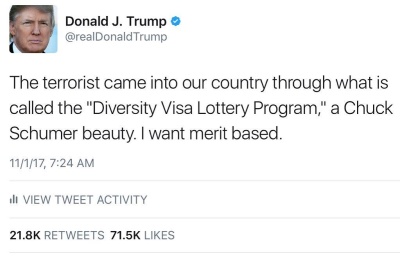 Donald J. Trump
@realDonaldTrump
The terrorist came into our country through what is
called the "Diversity Visa Lottery Program," a Chuck
Schumer beauty. I want merit based.
11/1/17, 7:24 AM
VIEW TWEET ACTIVITY
21.8K RETWEETS 71.5K LIKES